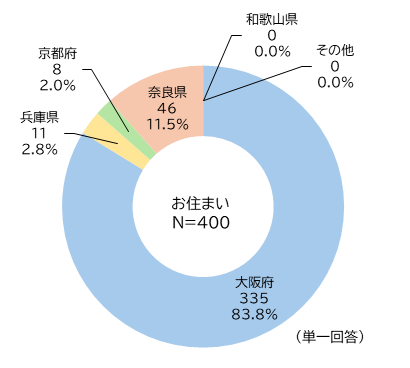 和歌山県
0
0.0%
その他
0
0.0%
京都府
8
2.0%
奈良県
46
11.5%
兵庫県
11
2.8%
お住まい
N=400
大阪府
335
83.8%
（単一回答）